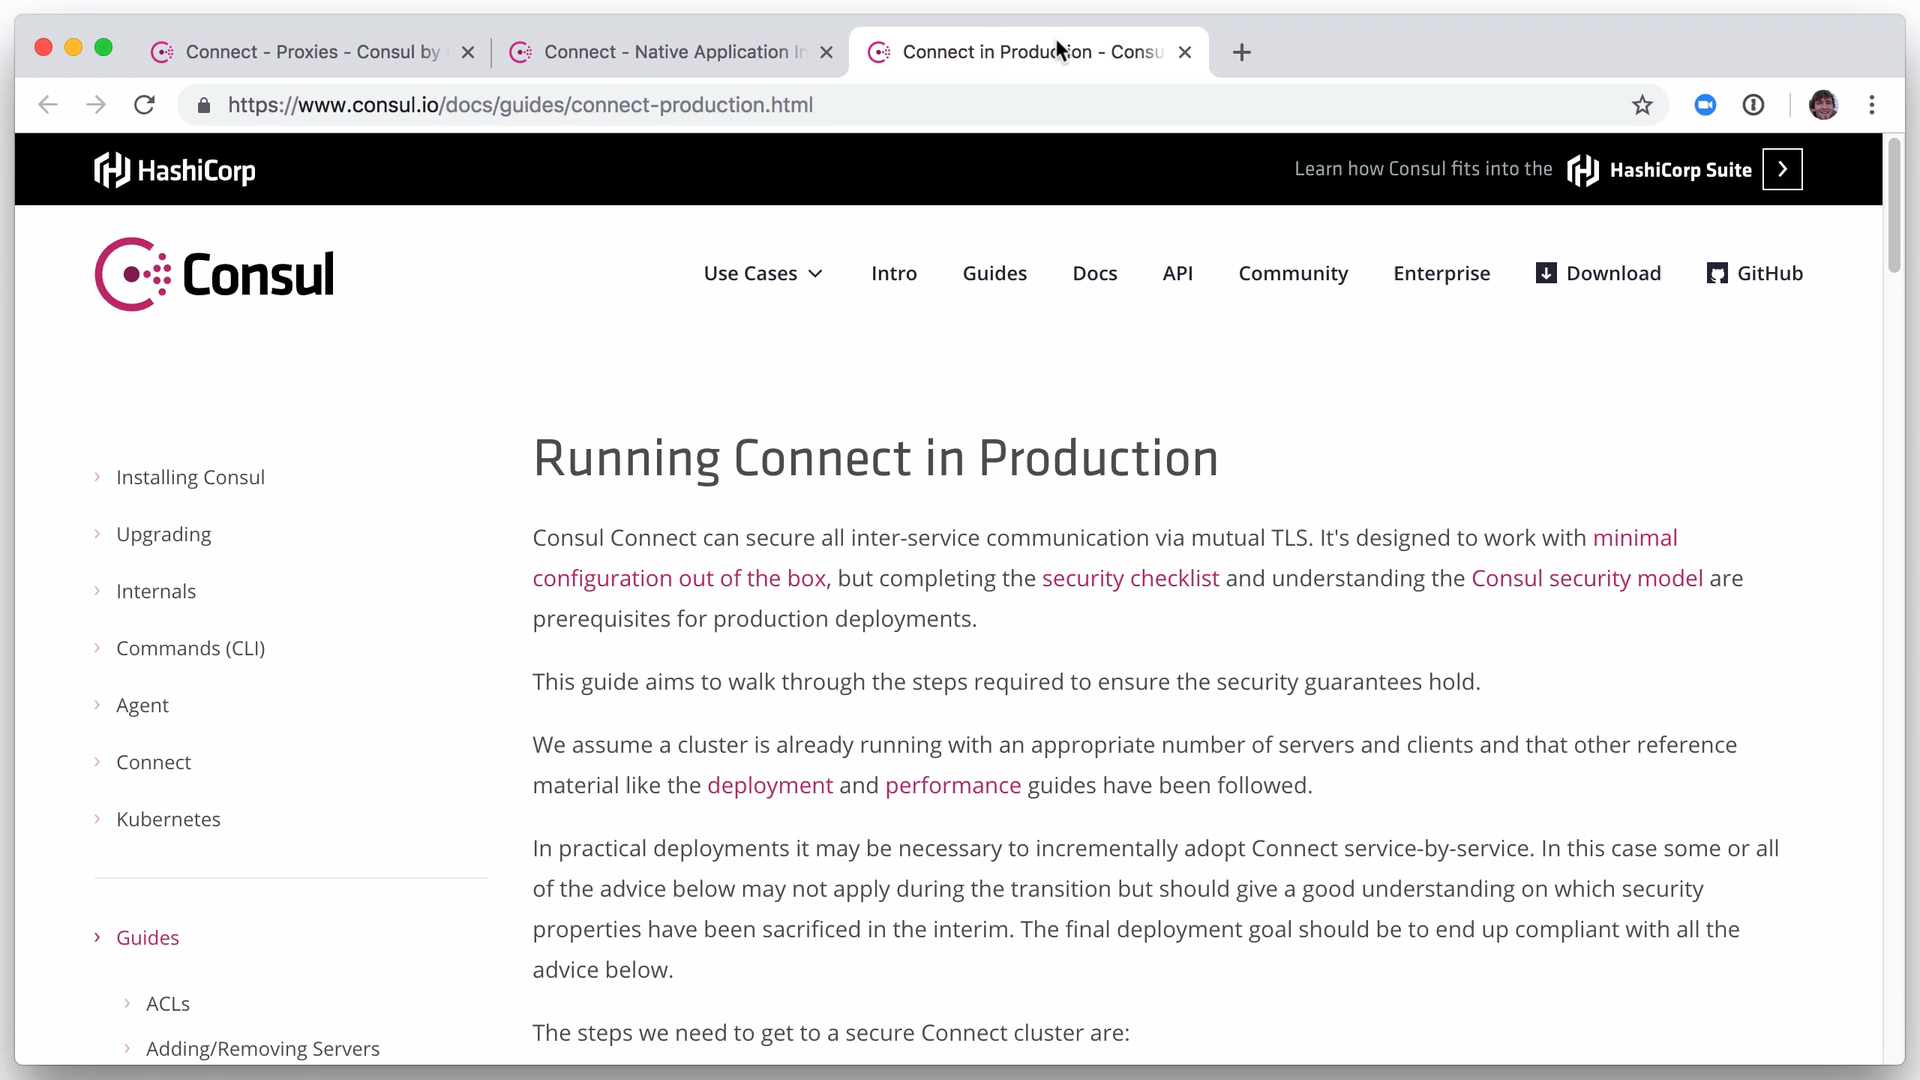 Connect - Proxies - Consul by
Connect - Native Application In
Connect in Production - Consu
https://www.consul.io/docs/guides/connect-production.html
HashiCorp
Learn how Consul fits into the HashiCorp Suite
Consul
Use Cases
Intro
Guides
Docs
API
Community
Enterprise
Download
GitHub
Installing Consul
Upgrading
Internals
Commands (CLI)
Agent
Connect
Kubernetes
Guides
ACLs
Adding/Removing Servers
Running Connect in Production
Consul Connect can secure all inter-service communication via mutual TLS. It's designed to work with minimal
configuration out of the box, but completing the security checklist and understanding the Consul security model are
prerequisites for production deployments.
This guide aims to walk through the steps required to ensure the security guarantees hold.
We assume a cluster is already running with an appropriate number of servers and clients and that other reference
material like the deployment and performance guides have been followed.
In practical deployments it may be necessary to incrementally adopt Connect service-by-service. In this case some or all
of the advice below may not apply during the transition but should give a good understanding on which security
properties have been sacrificed in the interim. The final deployment goal should be to end up compliant with all the
advice below.
The steps we need to get to a secure Connect cluster are: